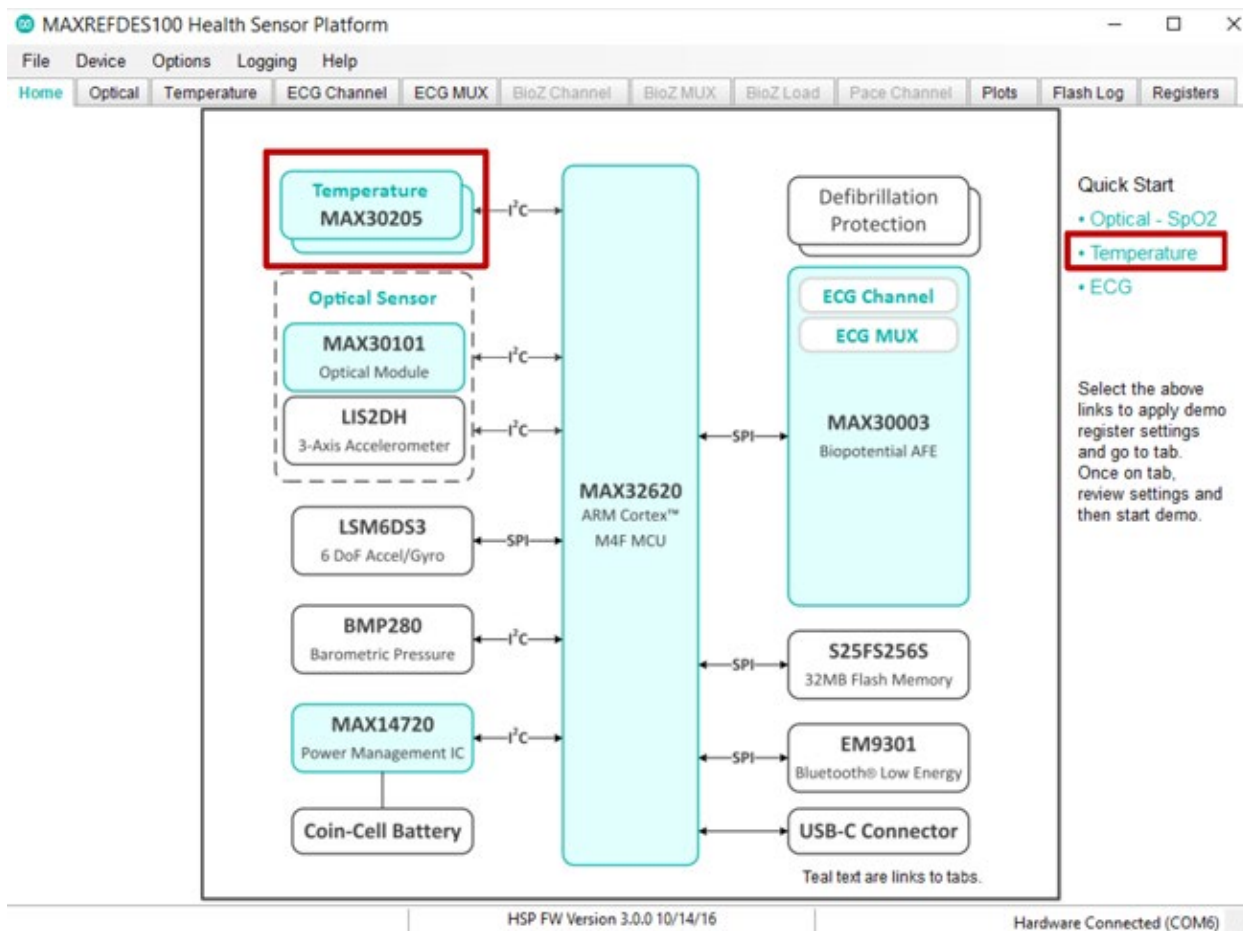 MAXREFDES100 Health Sensor Platform
File Device Options Logging Help
Home Optical Temperature ECG Channel ECG MUX BioZ Channel BioZ MUX BioZ Load Pace Channel Plots Flash Log Registers
Temperature
MAX30205
I²C
Optical Sensor
MAX30101
Optical Module
I²C
LIS2DH
3-Axis Accelerometer
I²C
LSM6DS3
6 DoF Accel/Gyro
SPI
BMP280
Barometric Pressure
I²C
MAX14720
Power Management IC
I²C
Coin-Cell Battery
MAX32620
ARM Cortex™
M4F MCU
Defibrillation
Protection
ECG Channel
ECG MUX
MAX30003
Biopotential AFE
SPI
S25FS256S
32MB Flash Memory
SPI
EM9301
Bluetooth® Low Energy
SPI
USB-C Connector
Teal text are links to tabs.
Quick Start
• Optical - SpO2
• Temperature
• ECG
Select the above
links to apply demo
register settings
and go to tab.
Once on tab,
review settings and
then start demo.
HSP FW Version 3.0.0 10/14/16
Hardware Connected (COM6)